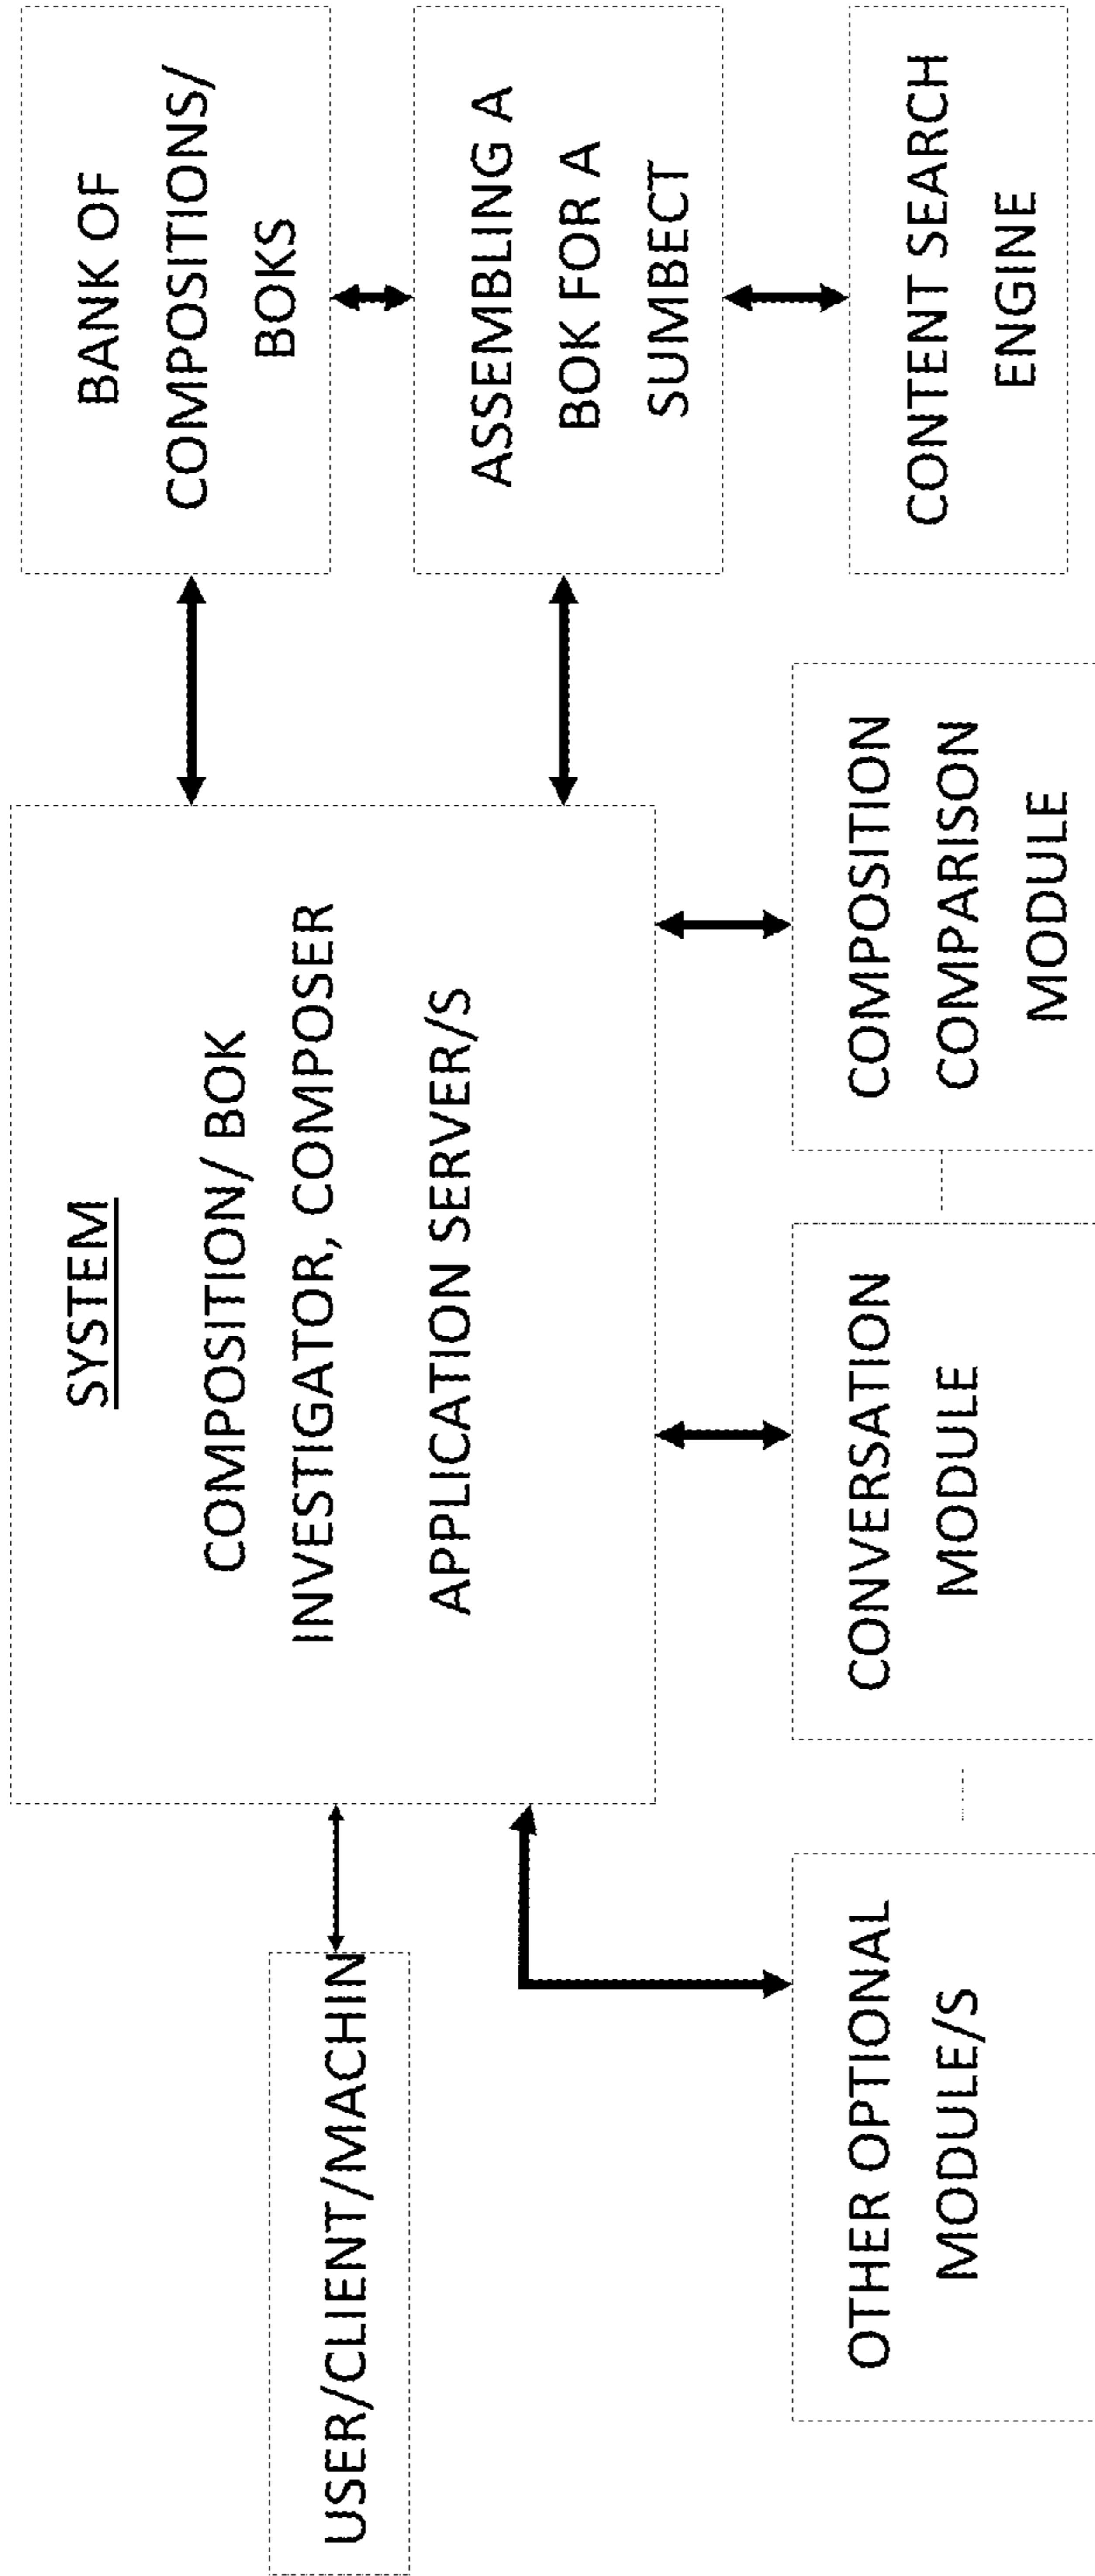 SYSTEM
COMPOSITION/ BOK
INVESTIGATOR, COMPOSER
APPLICATION SERVER/S
BANK OF
COMPOSITIONS/
BOKS
USER/CLIENT/MACHIN
ASSEMBLING A
BOK FOR A
SUMBECT
OTHER OPTIONAL
MODULE/S
CONVERSATION
MODULE
COMPOSITION
COMPARISON
MODULE
CONTENT SEARCH
ENGINE